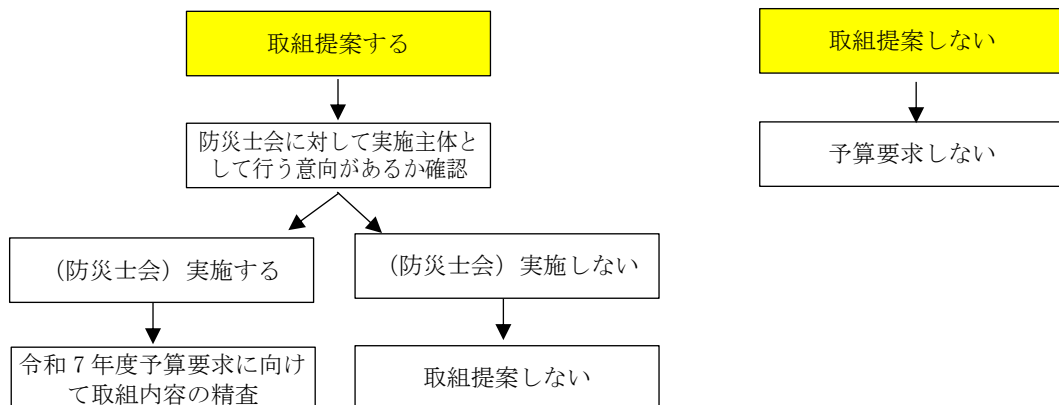 取組提案する
取組提案しない
防災士会に対して実施主体と
して行う意向があるか確認
予算要求しない
（防災士会）実施する
（防災士会）実施しない
令和７年度予算要求に向け
て取組内容の精査
取組提案しない